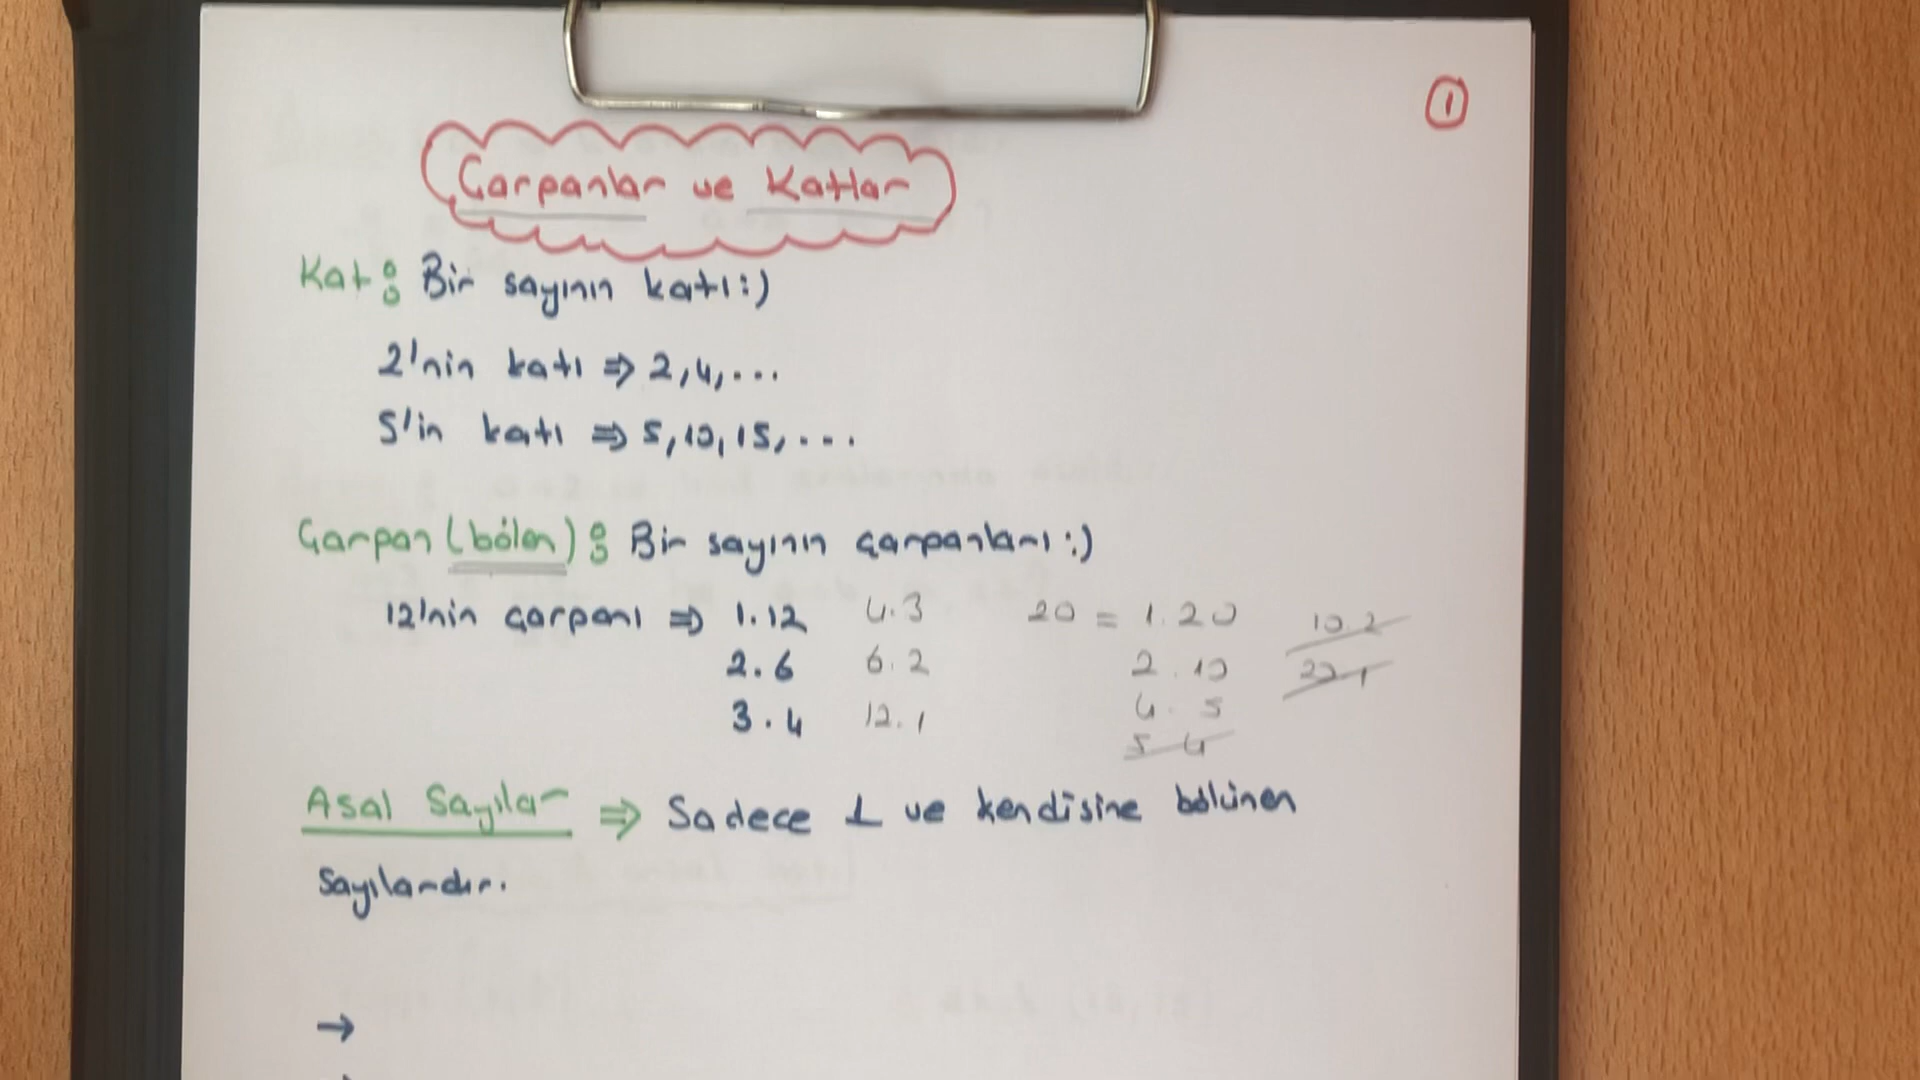 1
Çarpanlar ve Katlar
Kat: Bir sayının katı:)
2'nin katı ⇒ 2,4,...
5'in katı ⇒ 5,10,15,...
Çarpan (bölen): Bir sayının çarpanları:)
12'nin çarpanı ⇒ 1.12 4.3 20 = 1.20 10.2
2.6 6.2 2.10 20.1
3.4 12.1 4.5
5.4
Asal Sayılar ⇒ Sadece 1 ve kendisine bölünen
sayılardır.
→